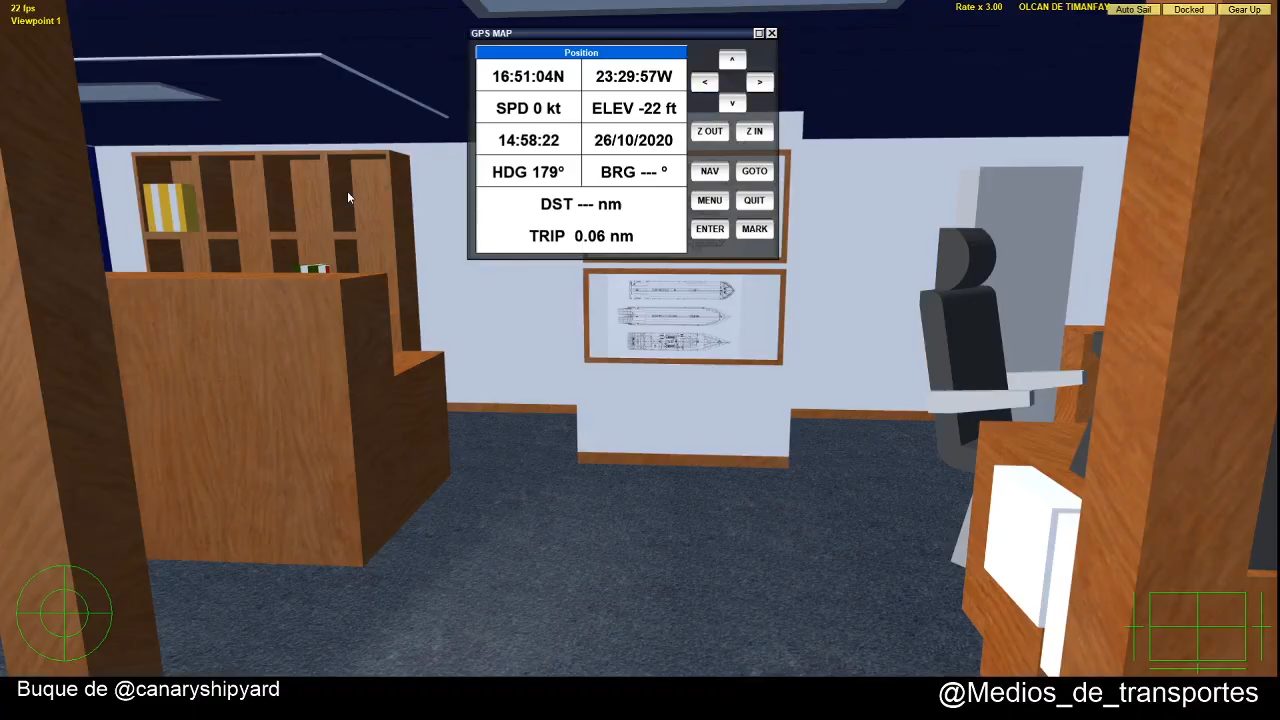 22 fps
Viewpoint 1
Rate x 3.00
OLCAN DE TIMANFAY
Auto Sail
Docked
Gear Up
GPS MAP
Position
16:51:04N 23:29:57W
SPD 0 kt ELEV -22 ft
14:58:22 26/10/2020
HDG 179° BRG --- °
DST --- nm
TRIP 0.06 nm
^
< >
v
Z OUT Z IN
NAV GOTO
MENU QUIT
ENTER MARK
Buque de @canaryshipyard
@Medios_de_transportes